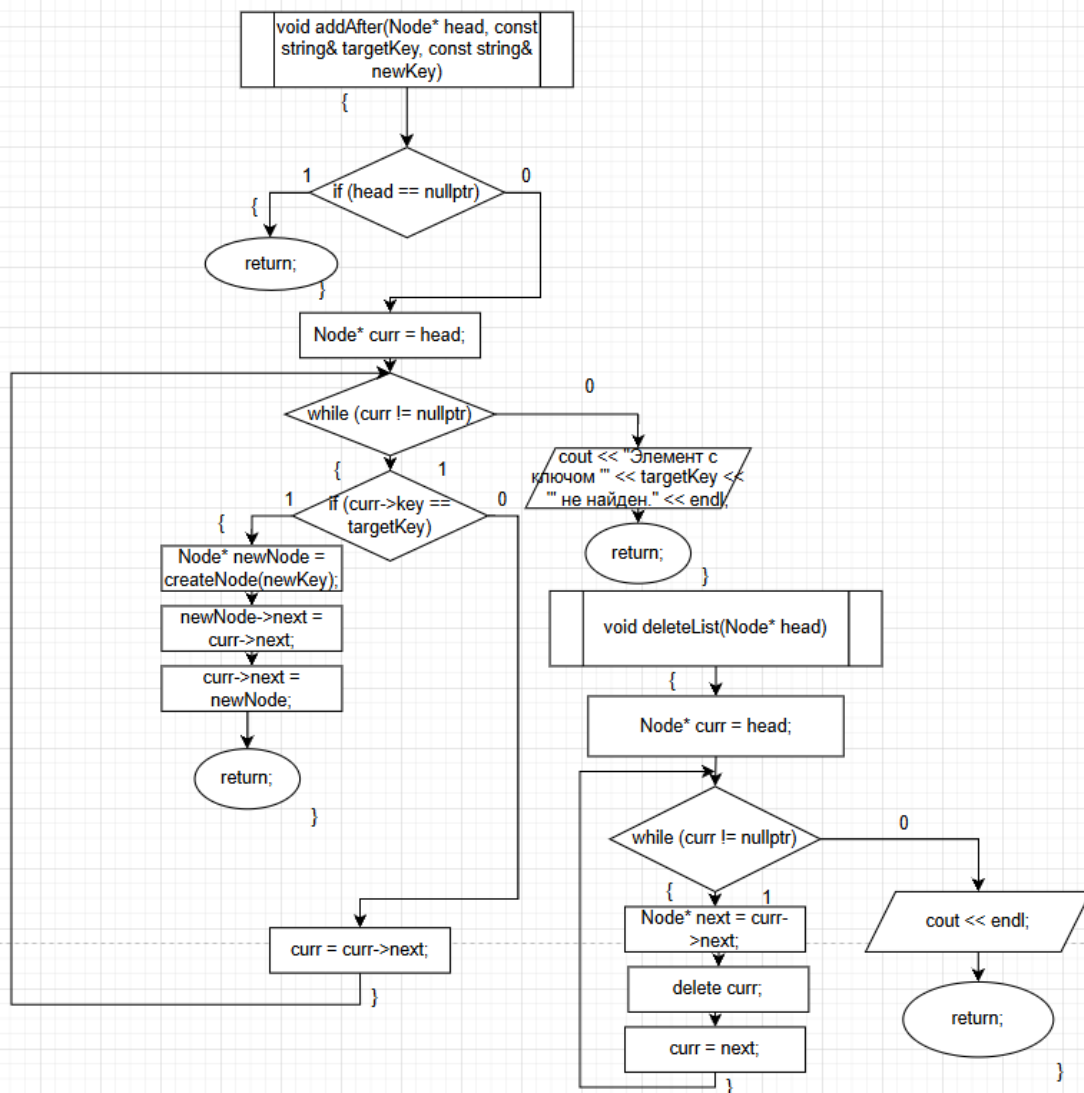 void addAfter(Node* head, const
string& targetKey, const string&
newKey)
{
if (head == nullptr)
1
0
{
return;
}
Node* curr = head;
while (curr != nullptr)
0
cout << "Элемент с
ключом '" << targetKey <<
"' не найден." << endl;
return;
}
{
1
if (curr->key ==
targetKey)
1
0
{
Node* newNode =
createNode(newKey);
newNode->next =
curr->next;
curr->next =
newNode;
return;
}
curr = curr->next;
}
void deleteList(Node* head)
{
Node* curr = head;
while (curr != nullptr)
0
{
1
Node* next = curr-
>next;
delete curr;
curr = next;
}
cout << endl;
return;
}